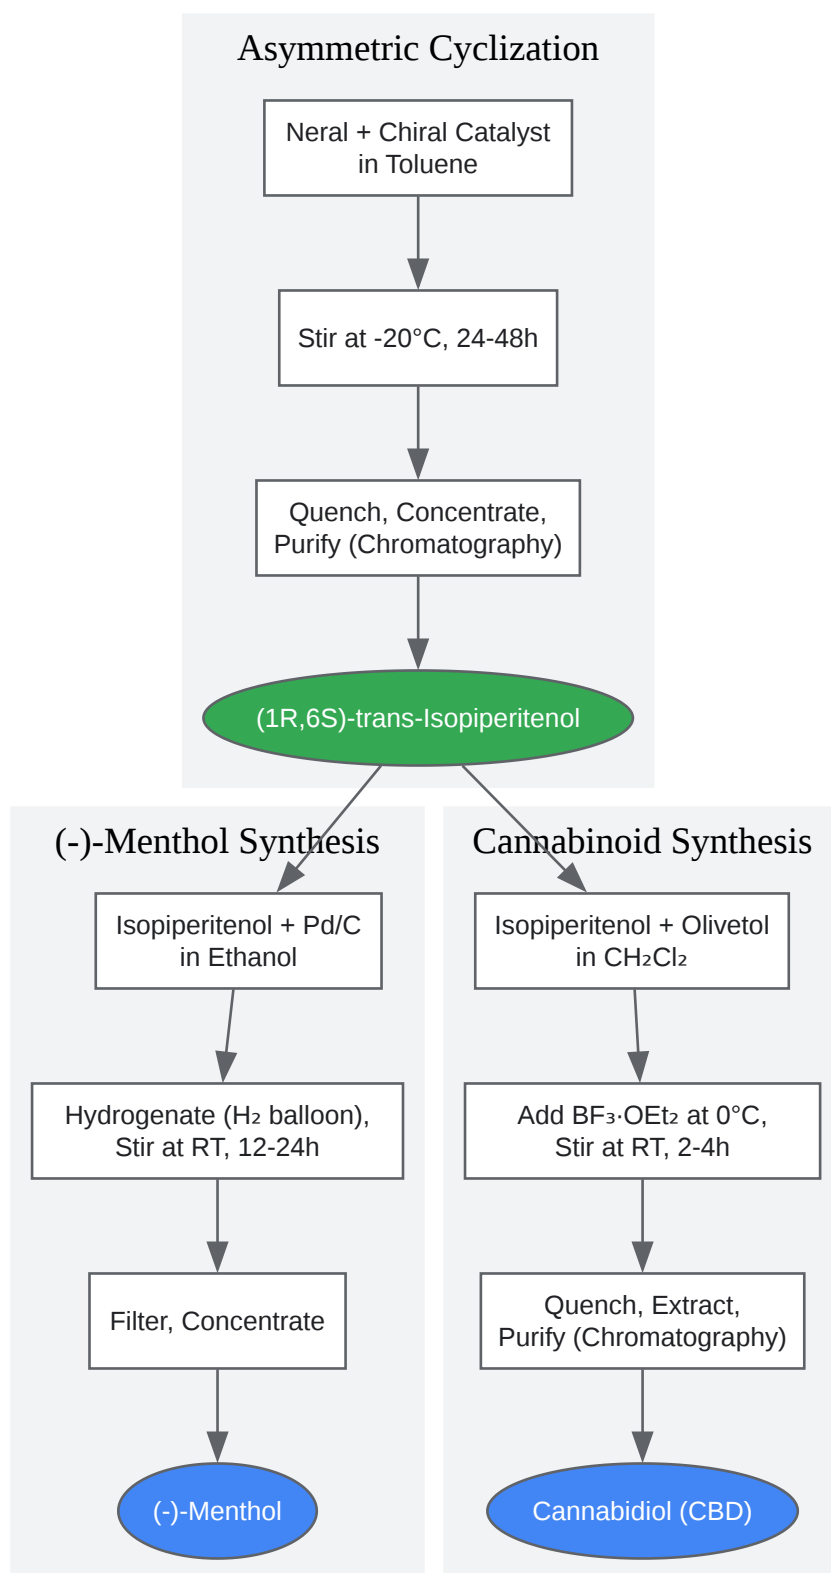 Asymmetric Cyclization
Neral + Chiral Catalyst
in Toluene
Stir at -20°C, 24-48h
Quench, Concentrate,
Purify (Chromatography)
(1R,6S)-trans-Isopiperitenol
(-)-Menthol Synthesis
Isopiperitenol + Pd/C
in Ethanol
Hydrogenate (H₂ balloon),
Stir at RT, 12-24h
Filter, Concentrate
(-)-Menthol
Cannabinoid Synthesis
Isopiperitenol + Olivetol
in CH₂Cl₂
Add BF₃·OEt₂ at 0°C,
Stir at RT, 2-4h
Quench, Extract,
Purify (Chromatography)
Cannabidiol (CBD)